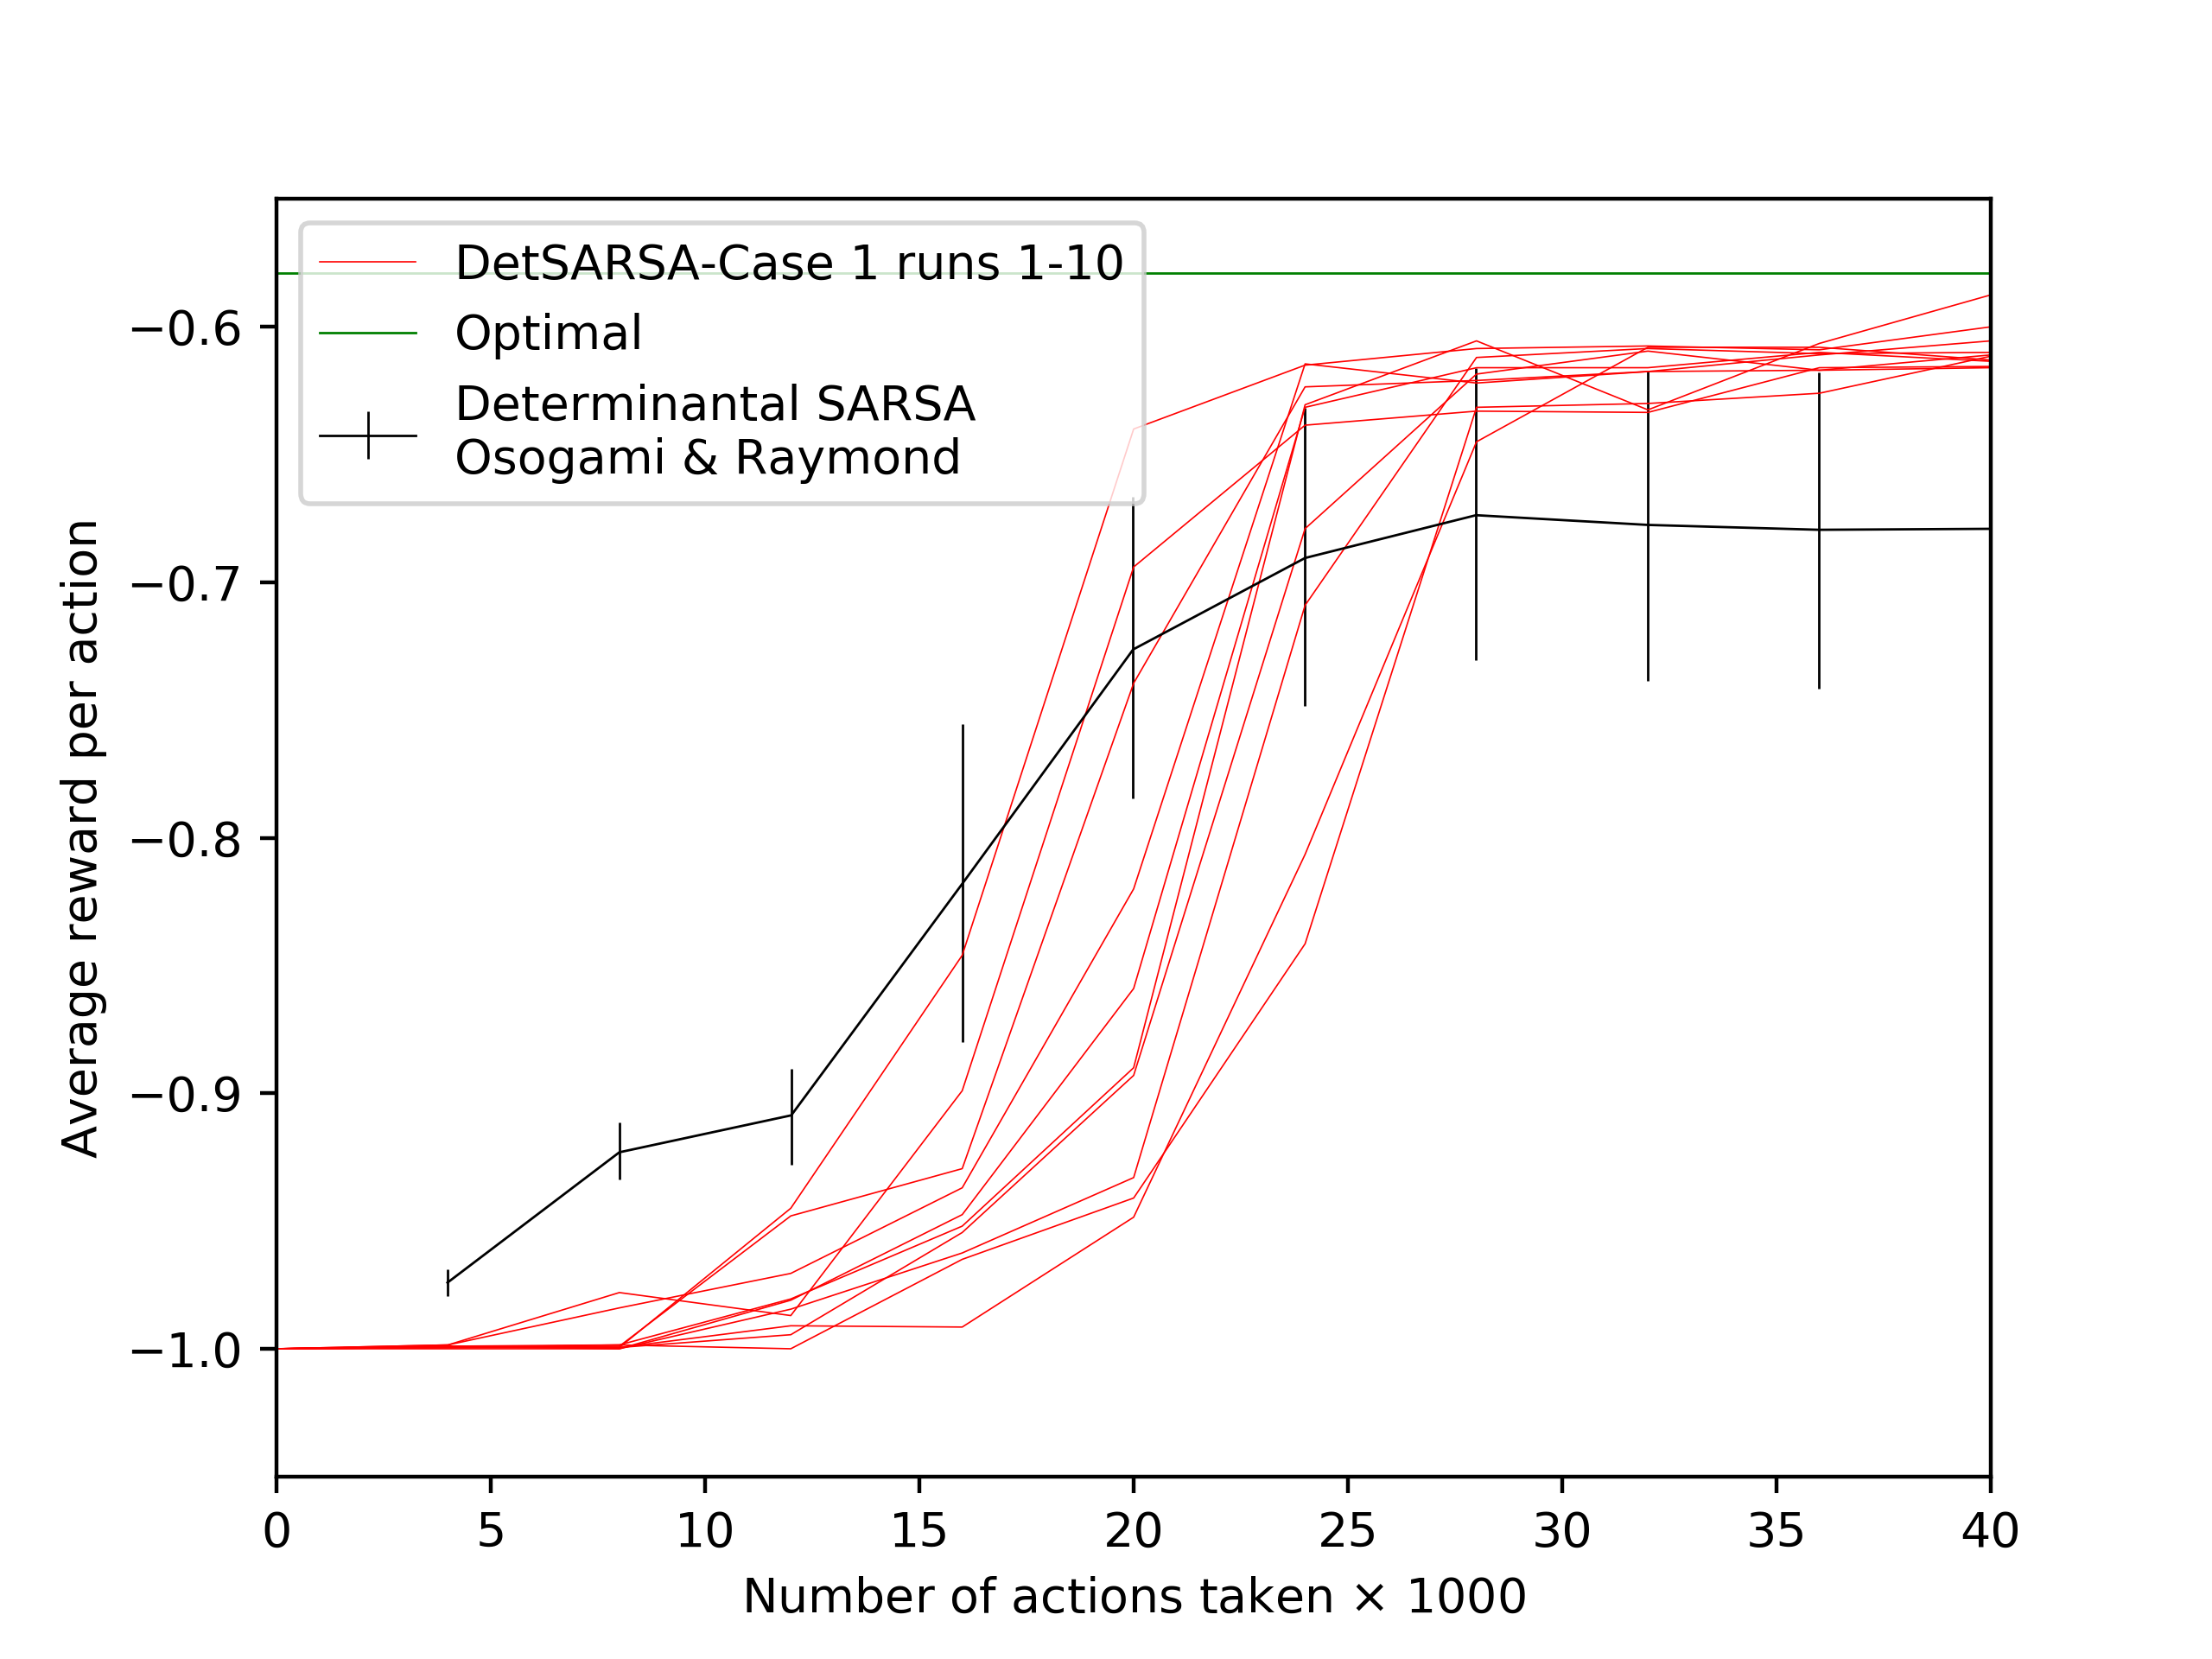 DetSARSA-Case 1 runs 1-10
Optimal
Determinantal SARSA
Osogami & Raymond
Average reward per action
−0.6
−0.7
−0.8
−0.9
−1.0
0 5 10 15 20 25 30 35 40
Number of actions taken × 1000